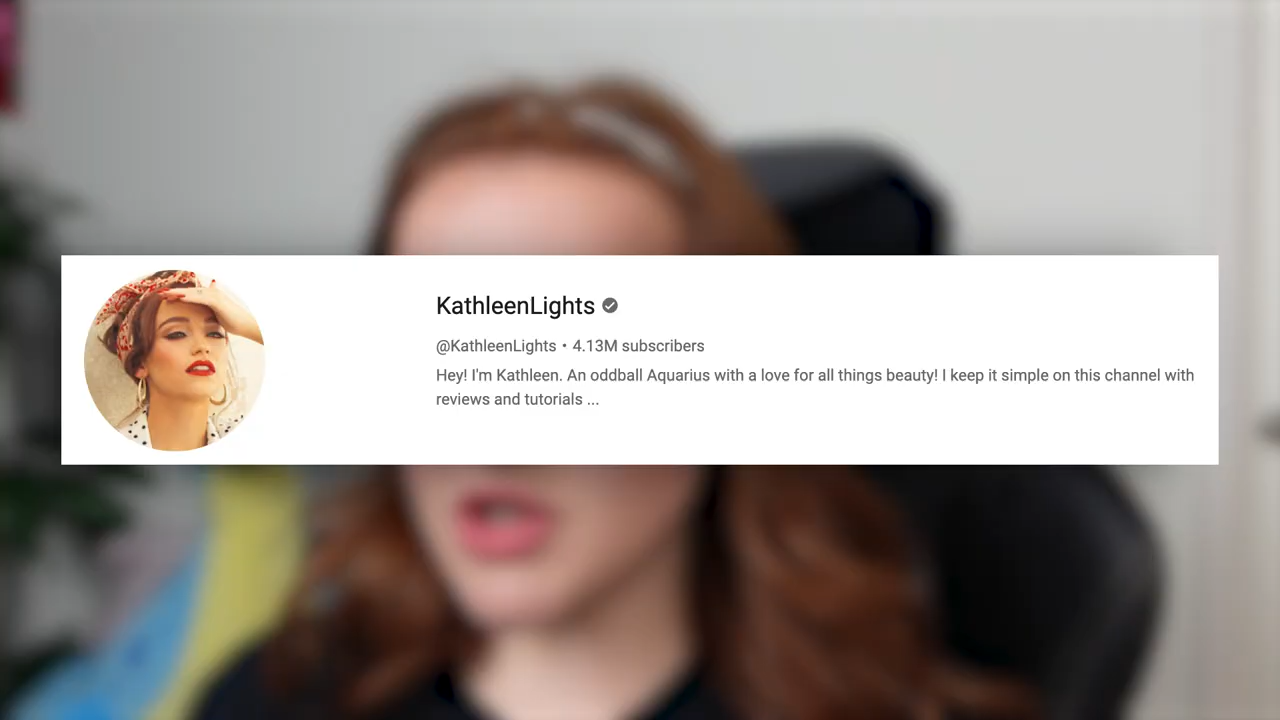 KathleenLights
@KathleenLights • 4.13M subscribers
Hey! I'm Kathleen. An oddball Aquarius with a love for all things beauty! I keep it simple on this channel with
reviews and tutorials ...